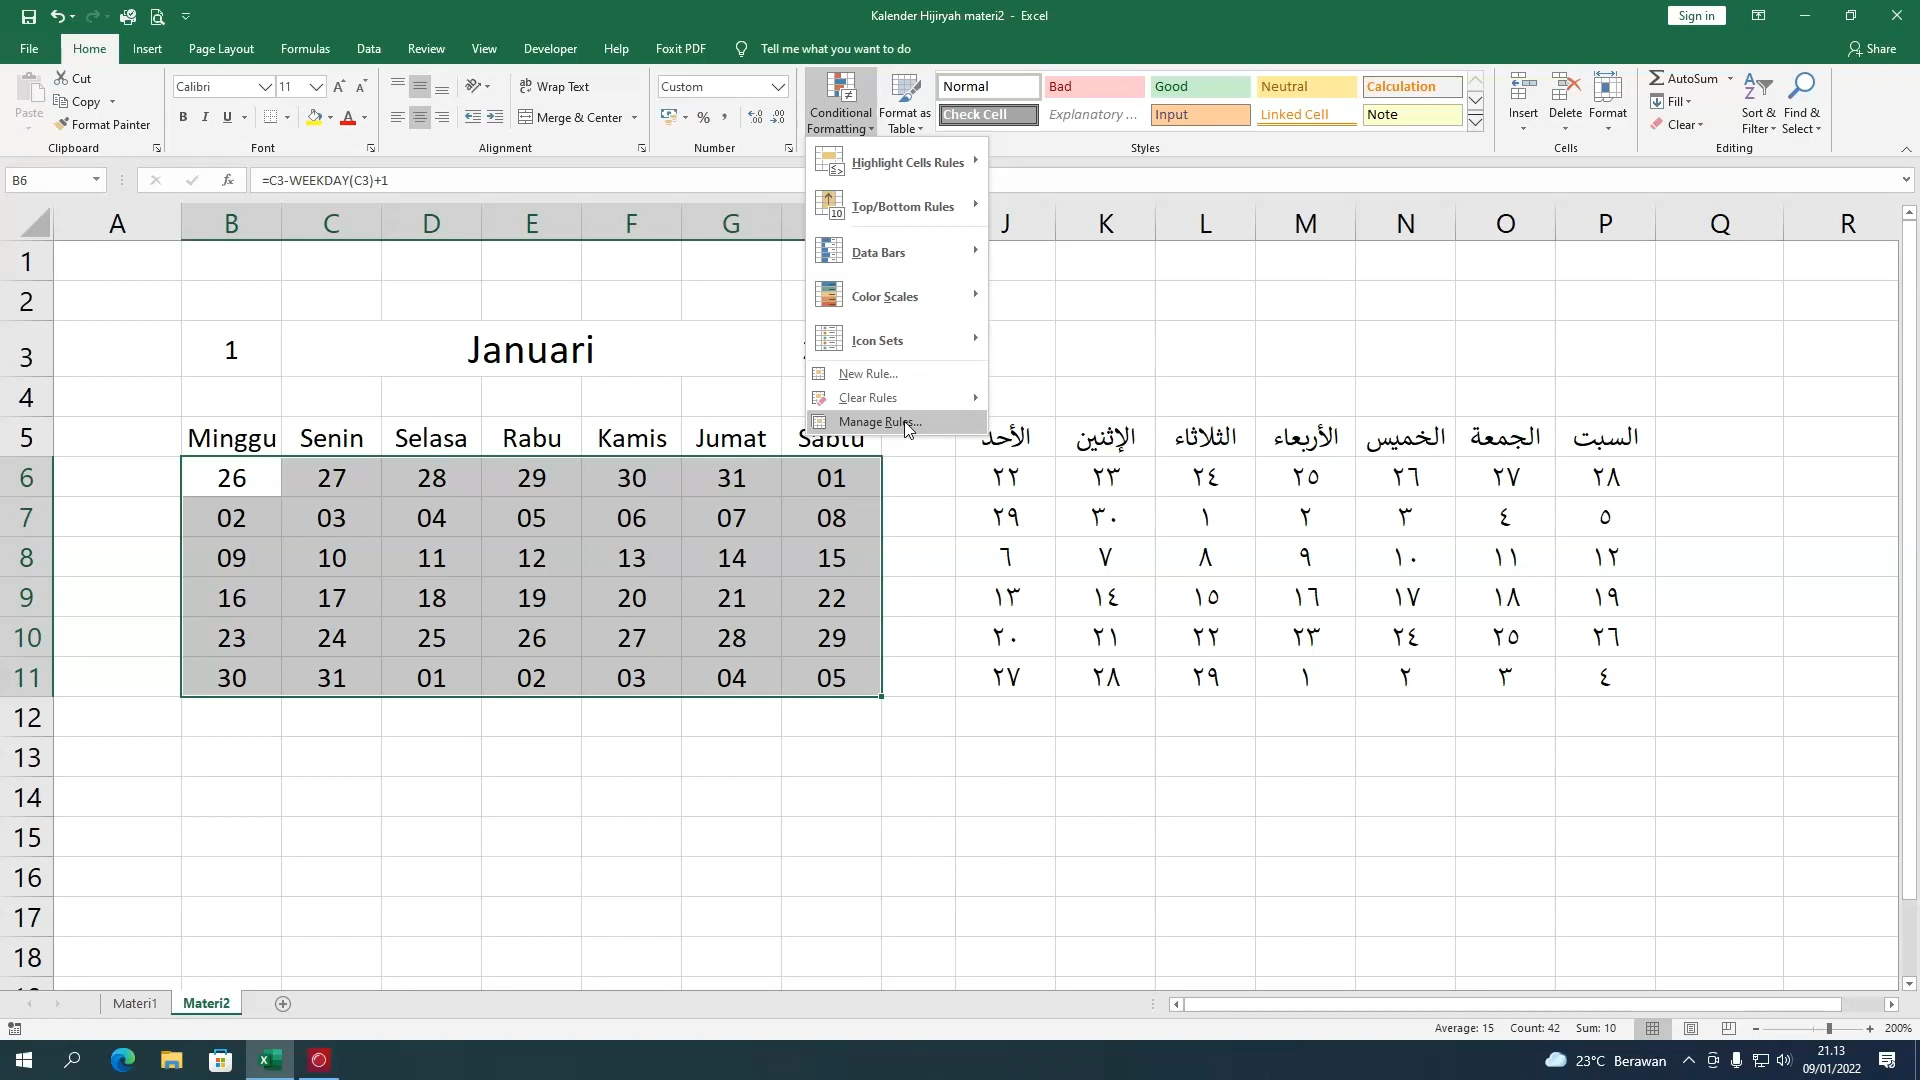 Kalender Hijiryah materi2 - Excel
Sign in
File Home Insert Page Layout Formulas Data Review View Developer Help Foxit PDF Tell me what you want to do Share
Paste
Cut
Copy
Format Painter
Calibri 11
B I U
Wrap Text
Merge & Center
Custom
Conditional Formatting
Format as Table
Normal Bad Good Neutral Calculation
Check Cell Explanatory ... Input Linked Cell Note
Insert Delete Format
AutoSum
Fill
Clear
Sort & Filter
Find & Select
Clipboard Font Alignment Number Styles Cells Editing
B6 fx =C3-WEEKDAY(C3)+1
Highlight Cells Rules
Top/Bottom Rules
Data Bars
Color Scales
Icon Sets
New Rule...
Clear Rules
Manage Rules...
A B C D E F G J K L M N O P Q R
1
2
3 1 Januari
4
5 Minggu Senin Selasa Rabu Kamis Jumat Sabtu الأحد الإثنين الثلاثاء الأربعاء الخميس الجمعة السبت
6 26 27 28 29 30 31 01 ٢٢ ٢٣ ٢٤ ٢٥ ٢٦ ٢٧ ٢٨
7 02 03 04 05 06 07 08 ٢٩ ٣٠ ١ ٢ ٣ ٤ ٥
8 09 10 11 12 13 14 15 ٦ ٧ ٨ ٩ ١٠ ١١ ١٢
9 16 17 18 19 20 21 22 ١٣ ١٤ ١٥ ١٦ ١٧ ١٨ ١٩
10 23 24 25 26 27 28 29 ٢٠ ٢١ ٢٢ ٢٣ ٢٤ ٢٥ ٢٦
11 30 31 01 02 03 04 05 ٢٧ ٢٨ ٢٩ ١ ٢ ٣ ٤
12
13
14
15
16
17
18
Materi1 Materi2
Average: 15 Count: 42 Sum: 10 200%
23°C Berawan
21.13
09/01/2022